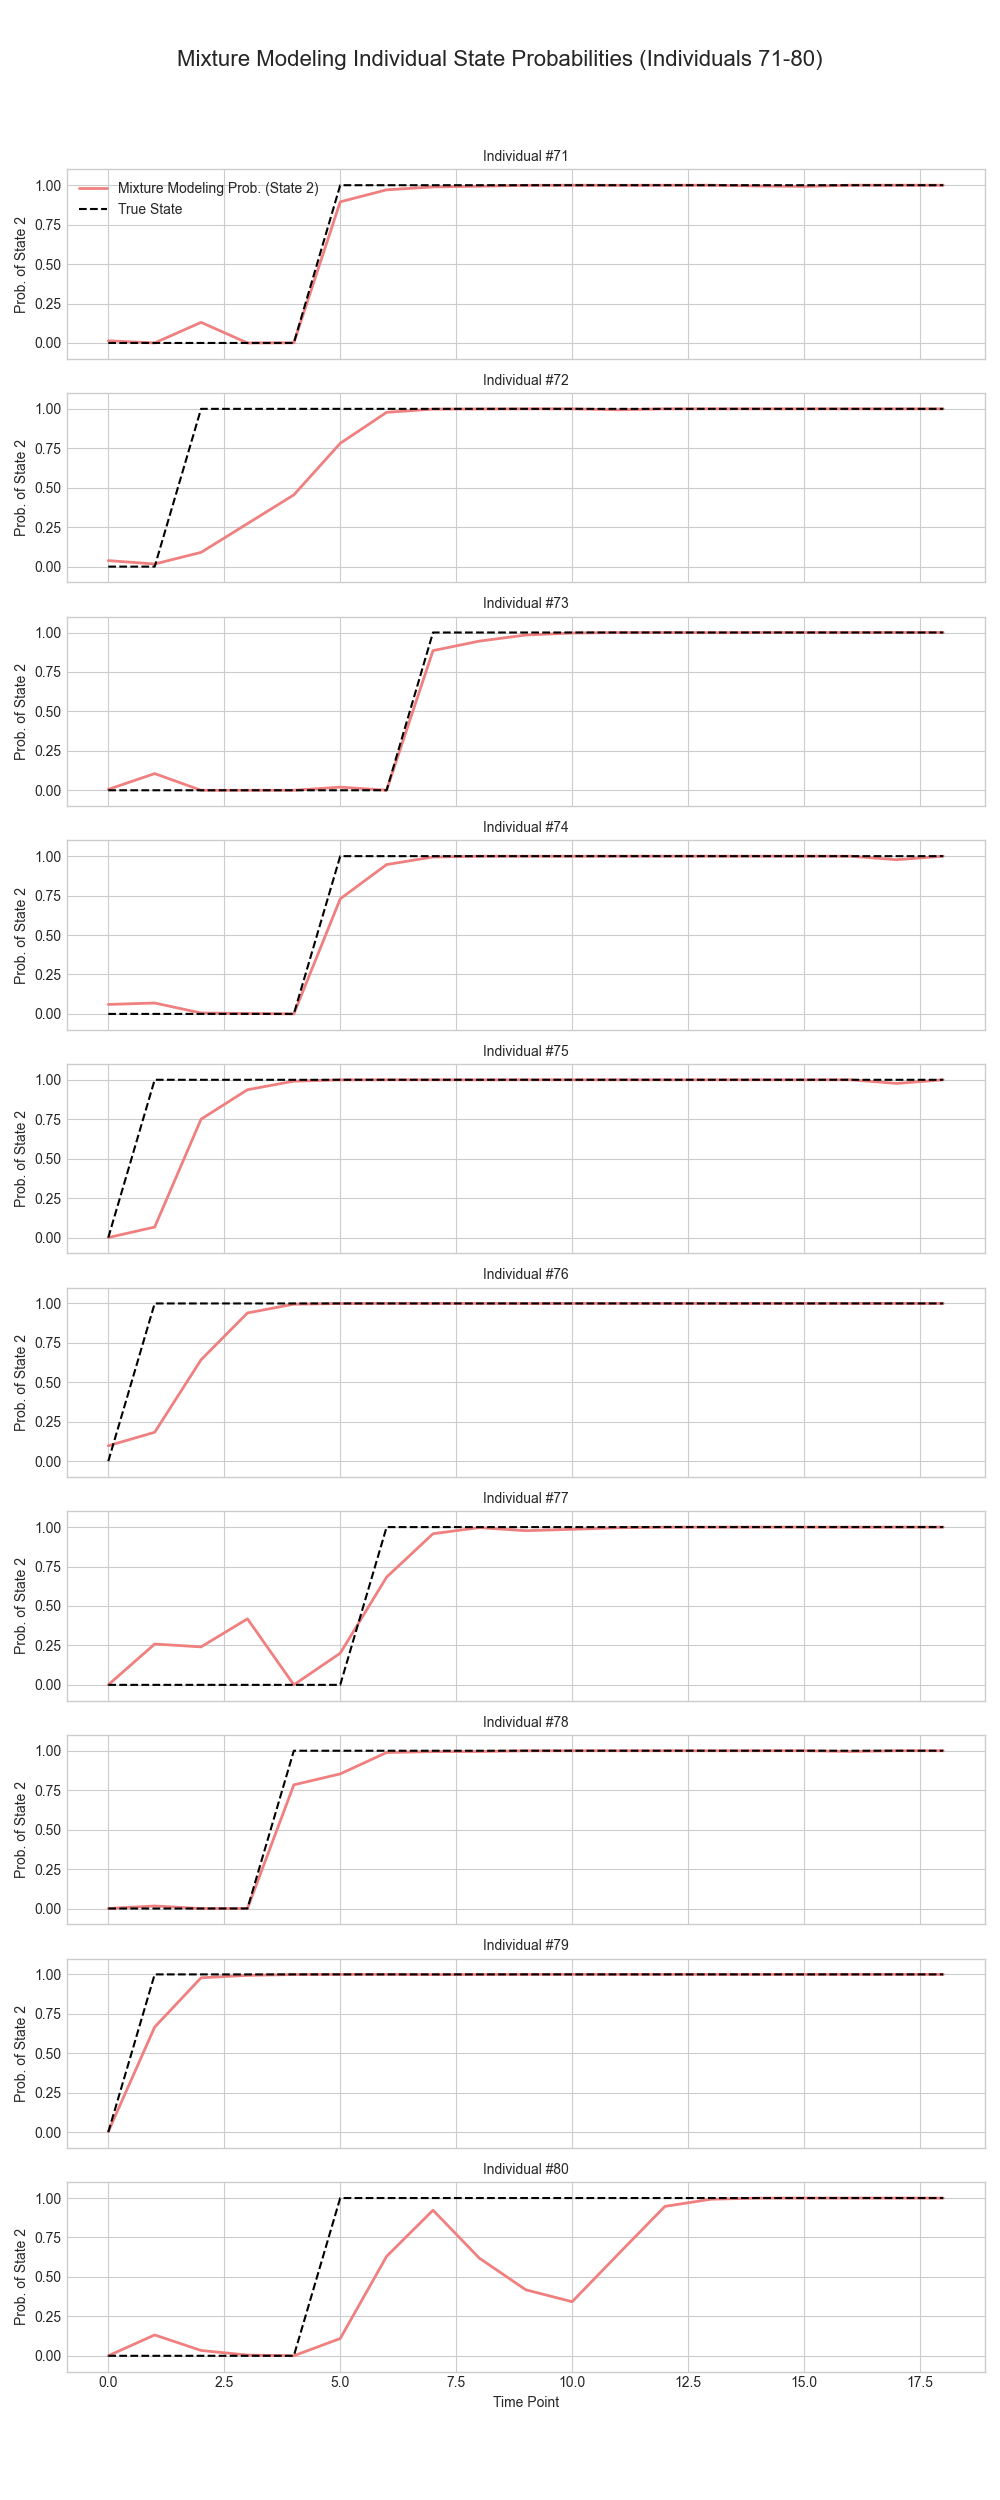 Mixture Modeling Individual State Probabilities (Individuals 71-80)
Individual #71
Mixture Modeling Prob. (State 2)
True State
Prob. of State 2
1.00
0.75
0.50
0.25
0.00
Individual #72
Prob. of State 2
1.00
0.75
0.50
0.25
0.00
Individual #73
Prob. of State 2
1.00
0.75
0.50
0.25
0.00
Individual #74
Prob. of State 2
1.00
0.75
0.50
0.25
0.00
Individual #75
Prob. of State 2
1.00
0.75
0.50
0.25
0.00
Individual #76
Prob. of State 2
1.00
0.75
0.50
0.25
0.00
Individual #77
Prob. of State 2
1.00
0.75
0.50
0.25
0.00
Individual #78
Prob. of State 2
1.00
0.75
0.50
0.25
0.00
Individual #79
Prob. of State 2
1.00
0.75
0.50
0.25
0.00
Individual #80
Prob. of State 2
1.00
0.75
0.50
0.25
0.00
0.0 2.5 5.0 7.5 10.0 12.5 15.0 17.5
Time Point